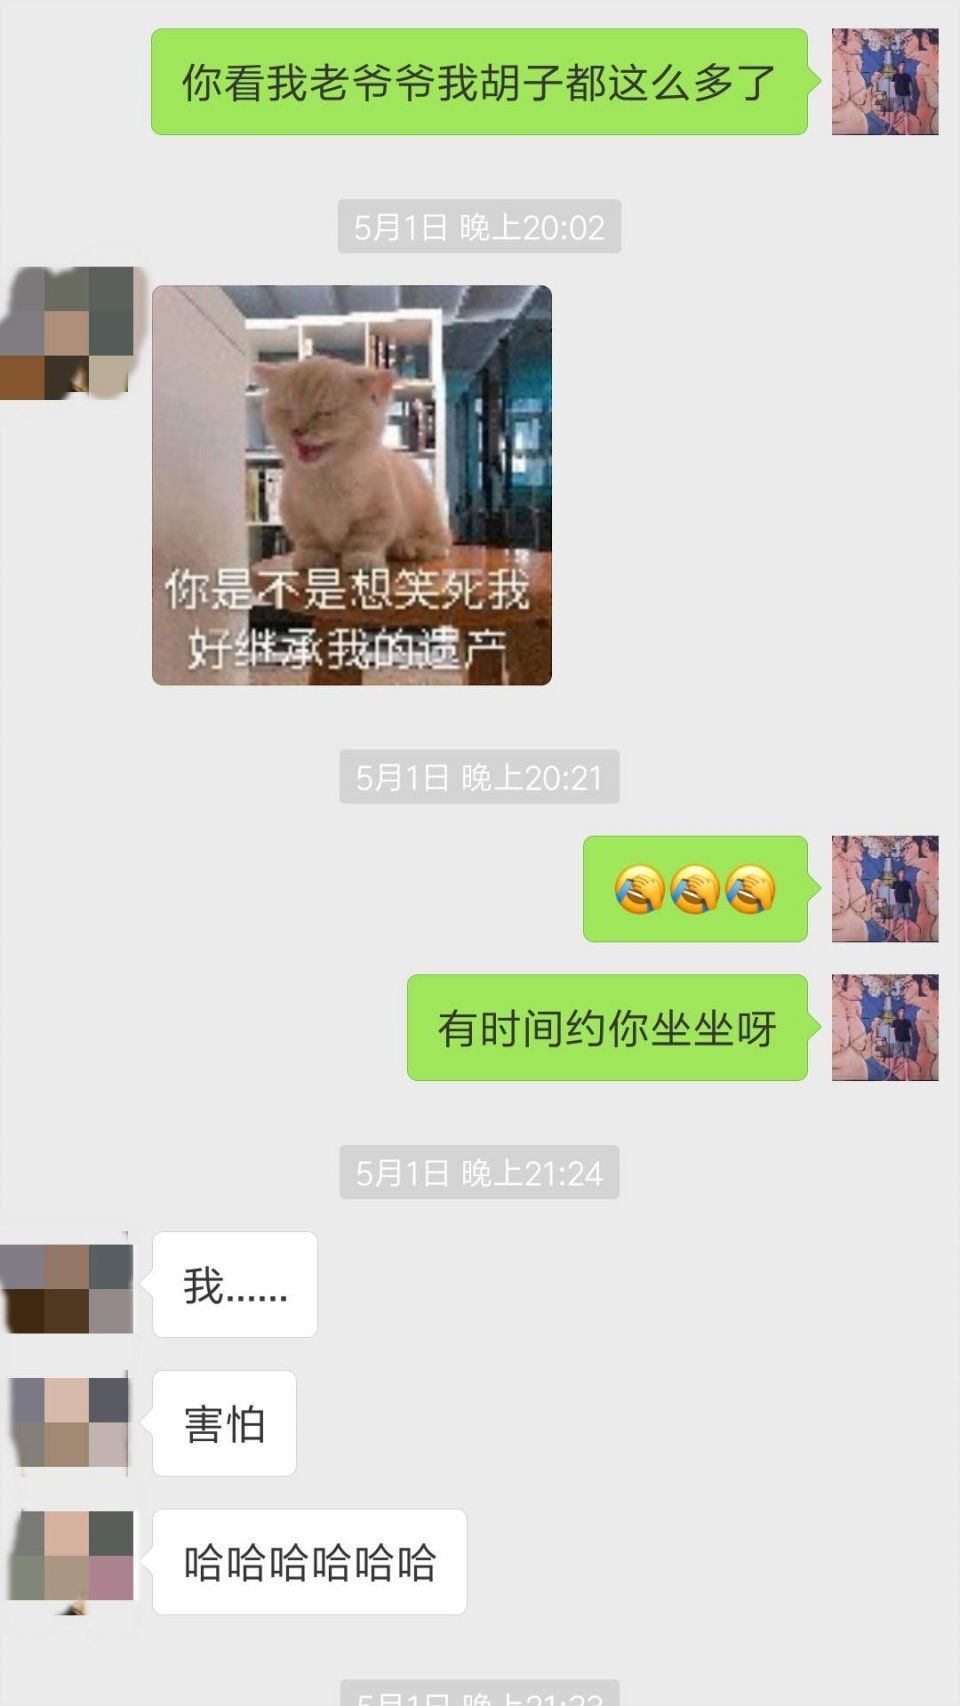 你看我老爷爷我胡子都这么多了
5月1日 晚上20:02
你是不是想笑死我
好继承我的遗产
5月1日 晚上20:21
🤦🤦🤦
有时间约你坐坐呀
5月1日 晚上21:24
我......
害怕
哈哈哈哈哈哈